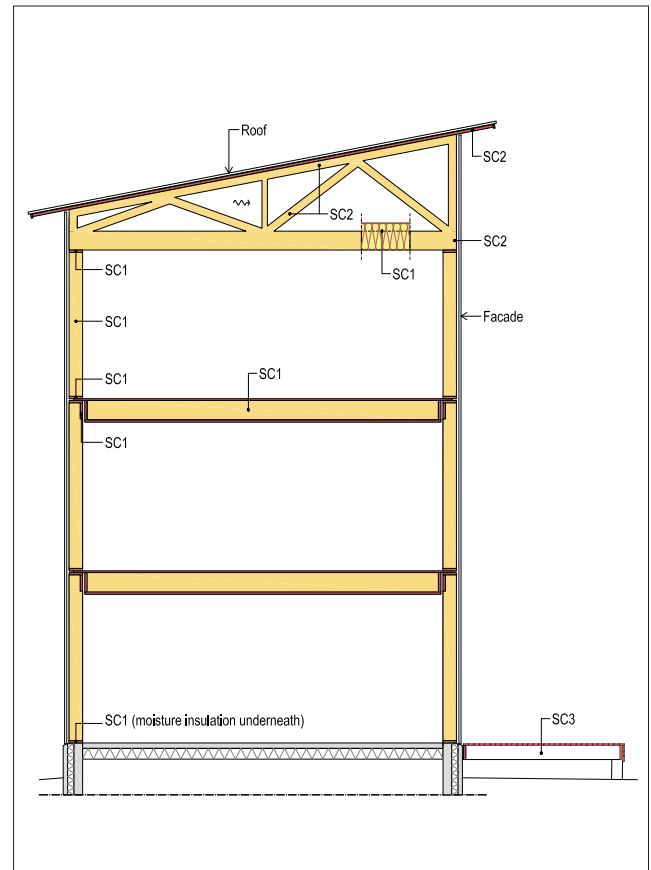 Roof
SC2
SC2
SC2
SC1
SC1
SC1
Facade
SC1
SC1
SC1
SC1 (moisture insulation underneath)
SC3